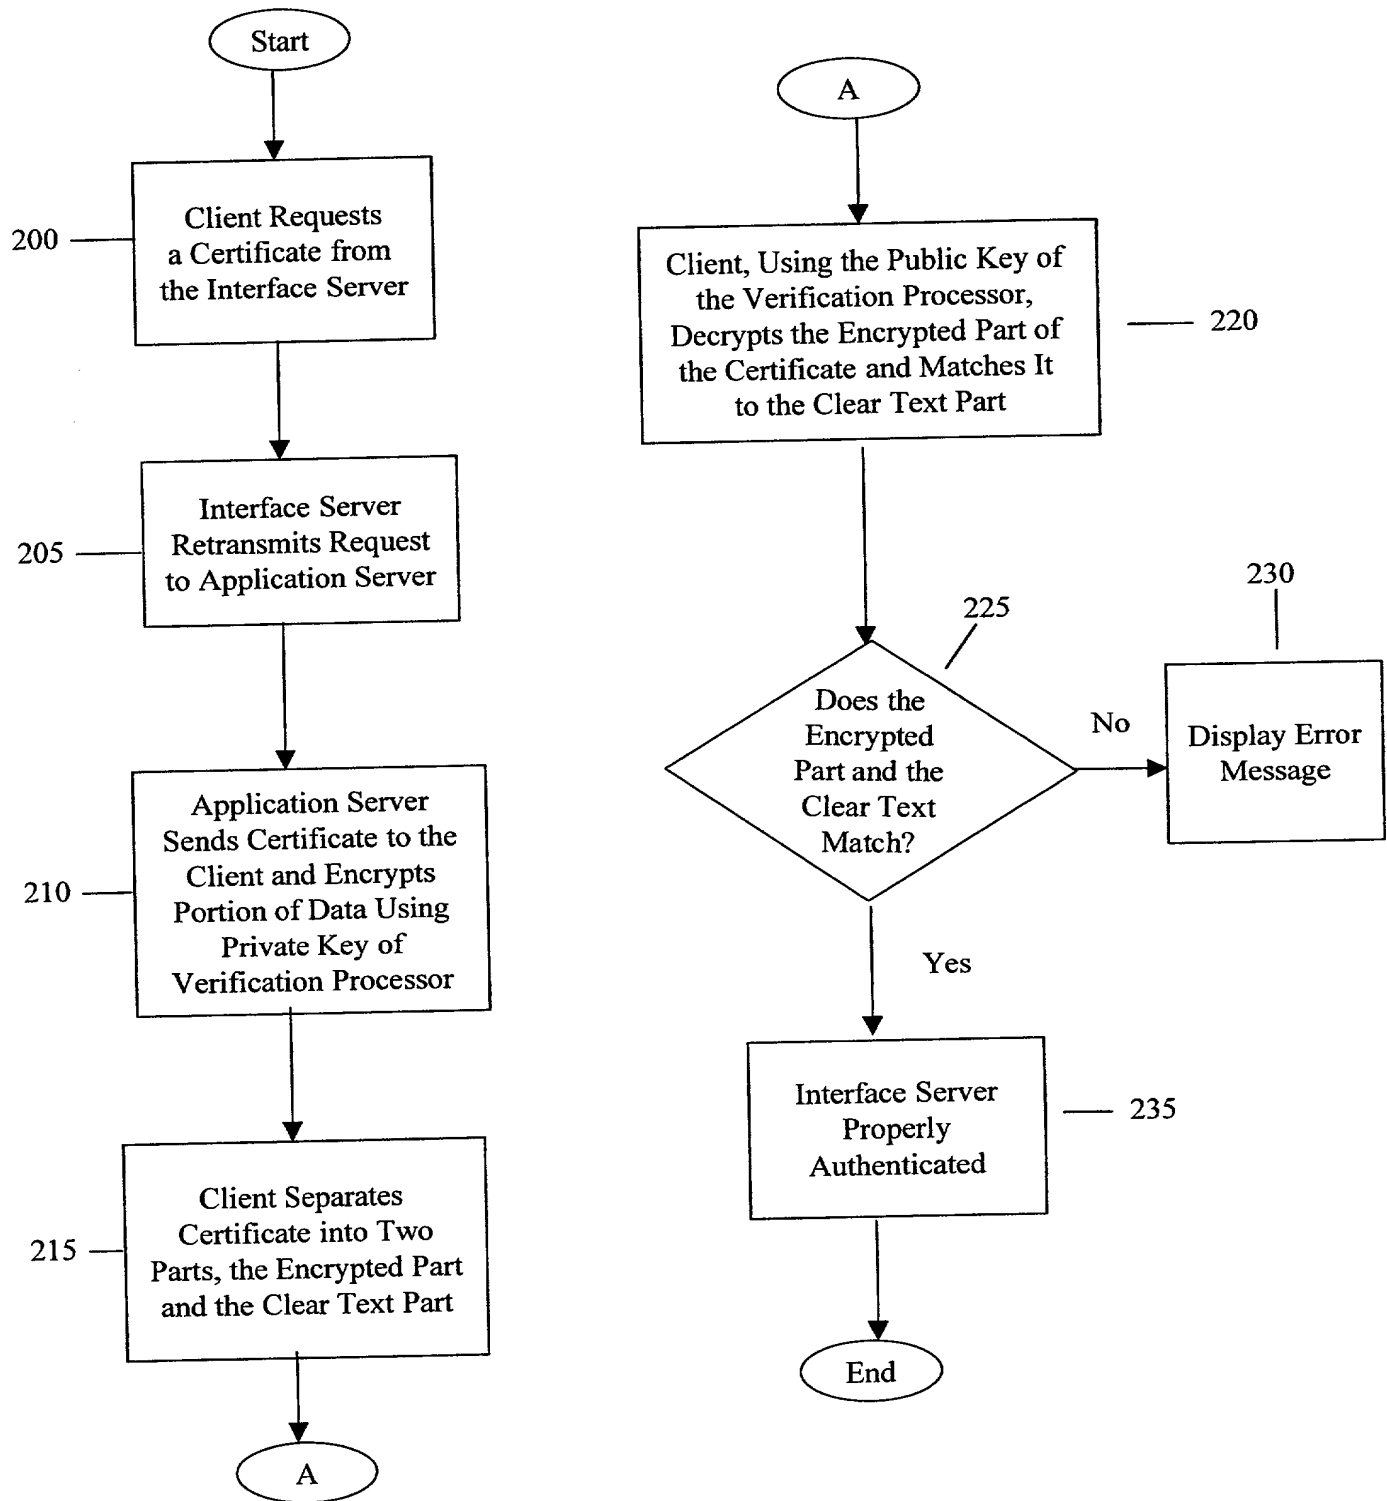 Start
200
Client Requests
a Certificate from
the Interface Server
205
Interface Server
Retransmits Request
to Application Server
210
Application Server
Sends Certificate to the
Client and Encrypts
Portion of Data Using
Private Key of
Verification Processor
215
Client Separates
Certificate into Two
Parts, the Encrypted Part
and the Clear Text Part
A
A
Client, Using the Public Key of
the Verification Processor,
Decrypts the Encrypted Part of
the Certificate and Matches It
to the Clear Text Part
220
225
Does the
Encrypted
Part and the
Clear Text
Match?
No
230
Display Error
Message
Yes
Interface Server
Properly
Authenticated
235
End